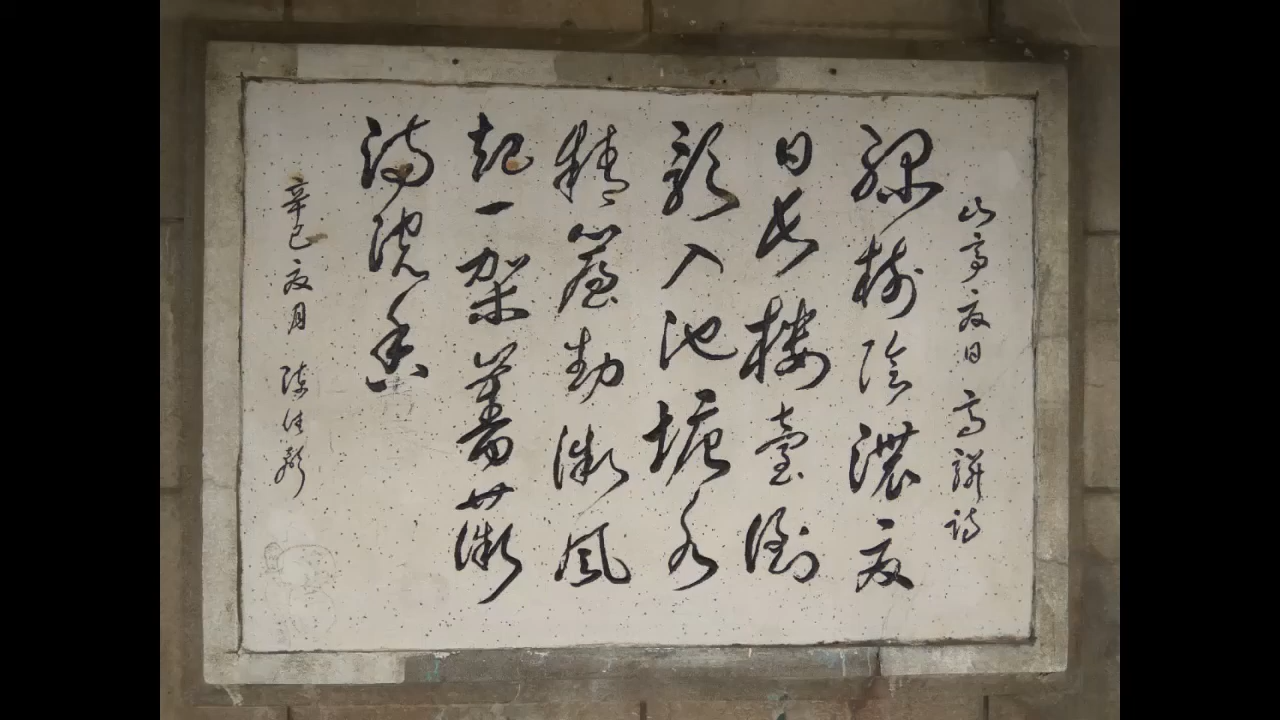 山亭夏日 高駢詩
綠樹陰濃夏
日長樓臺倒
影入池塘水
精簾動微風
起一架薔薇
滿院香
辛巳夏月 陳